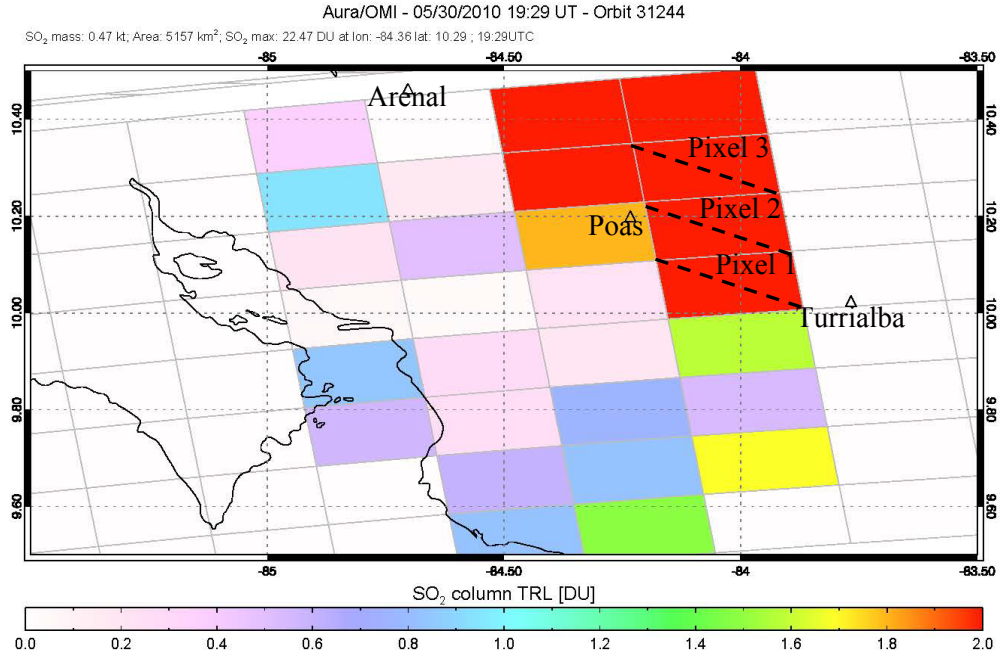 Aura/OMI - 05/30/2010 19:29 UT - Orbit 31244
SO₂ mass: 0.47 kt; Area: 5157 km²; SO₂ max: 22.47 DU at lon: -84.36 lat: 10.29 ; 19:29UTC
-85 -84.50 -84 -83.50
Arenal
10.40 10.40
Pixel 3
10.20 Pixel 2 10.20
Poas
Pixel 1
10.00 Turrialba 10.00
9.80 9.80
9.60 9.60
-85 -84.50 -84 -83.50
SO₂ column TRL [DU]
0.0 0.2 0.4 0.6 0.8 1.0 1.2 1.4 1.6 1.8 2.0